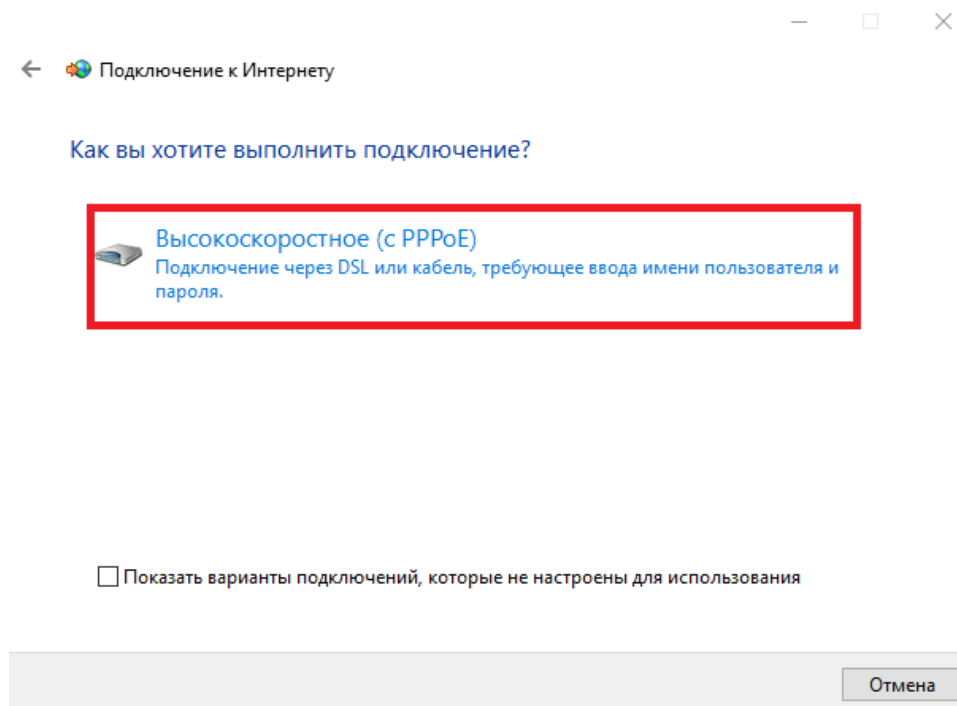 Подключение к Интернету
Как вы хотите выполнить подключение?
Высокоскоростное (с PPPoE)
Подключение через DSL или кабель, требующее ввода имени пользователя и
пароля.
Показать варианты подключений, которые не настроены для использования
Отмена